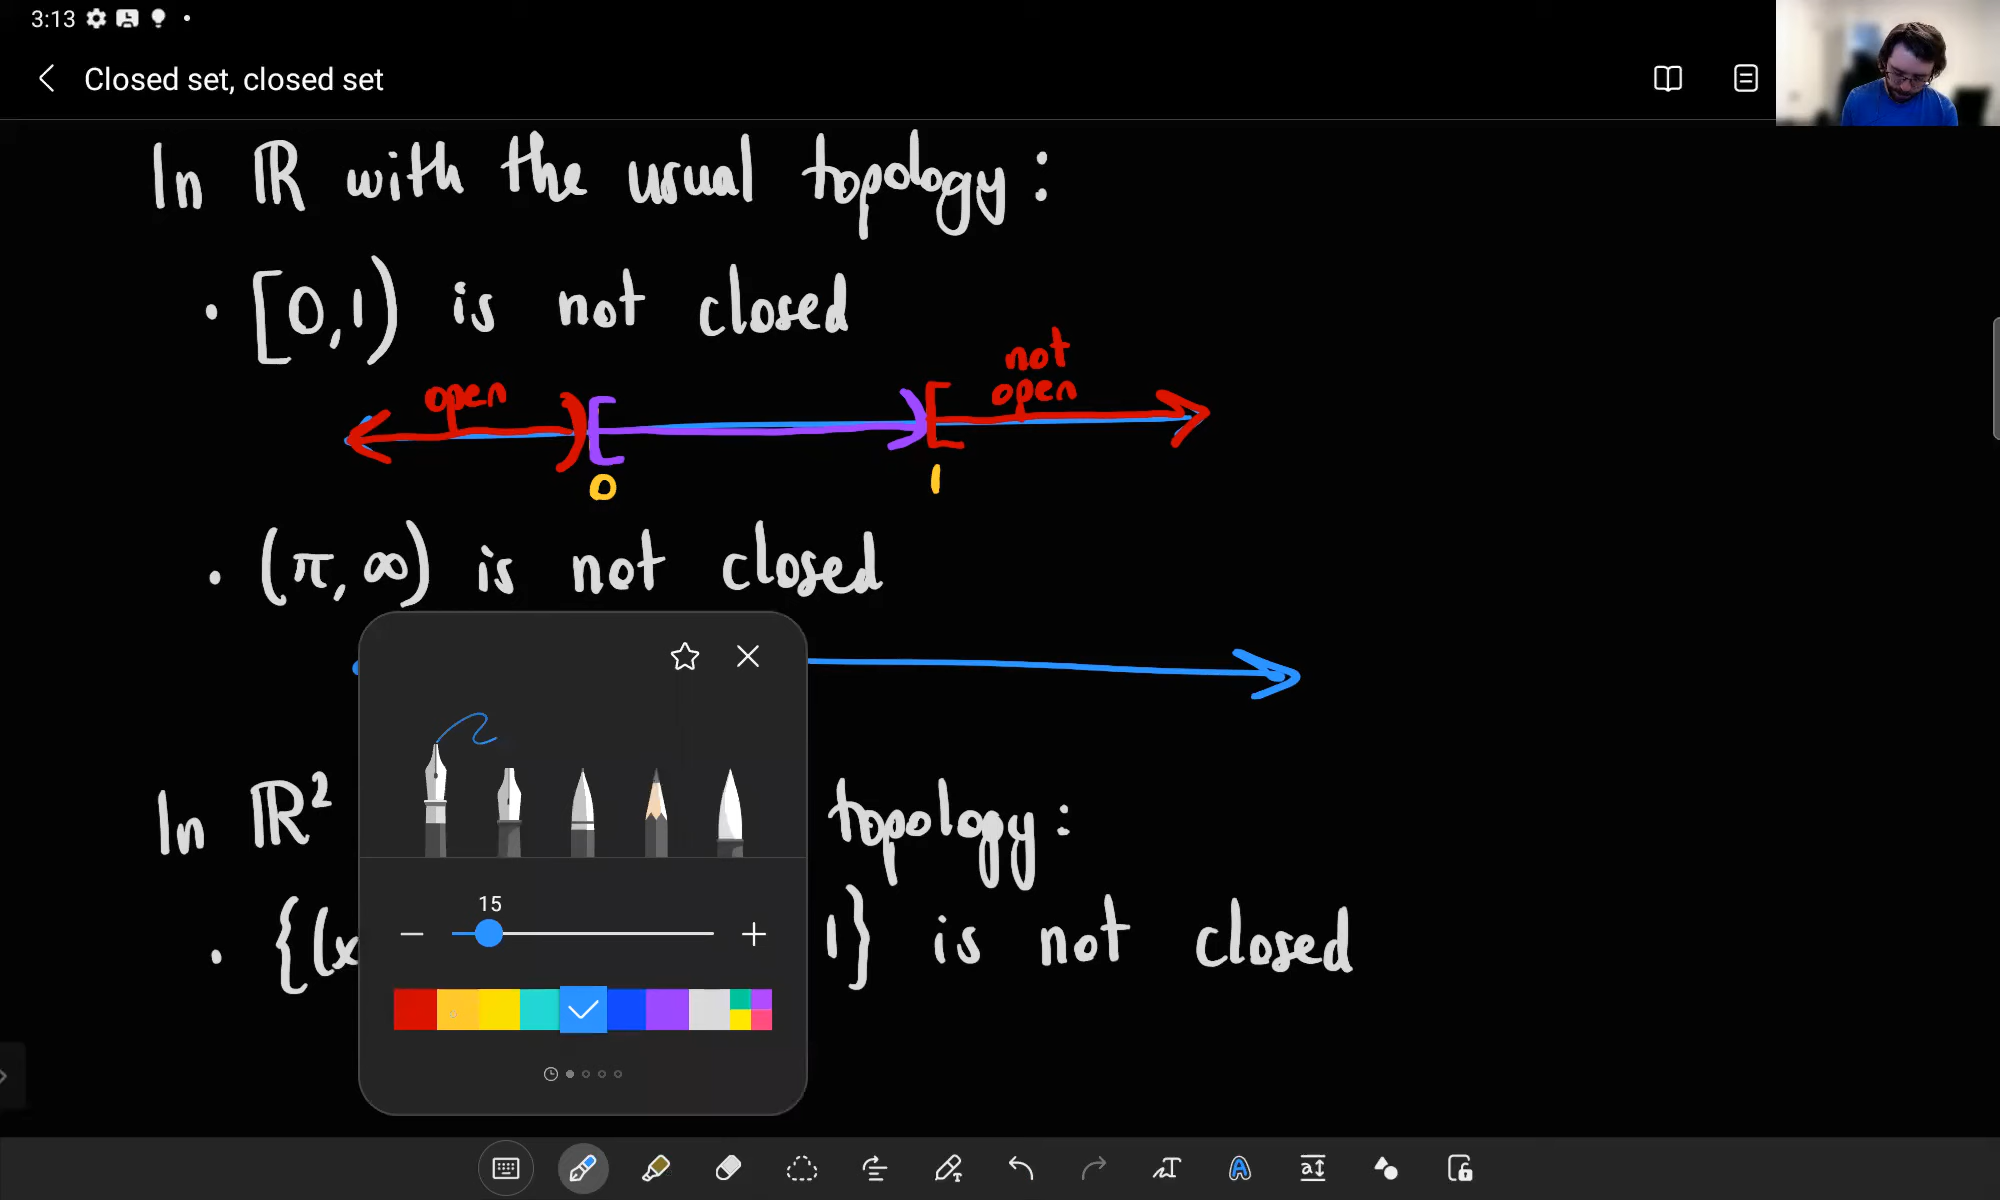 3:13
Closed set, closed set
In ℝ with the usual topology:
• [0,1) is not closed
open
not
open
0
1
• (π, ∞) is not closed
In ℝ² topology:
• {(x 1} is not closed
15